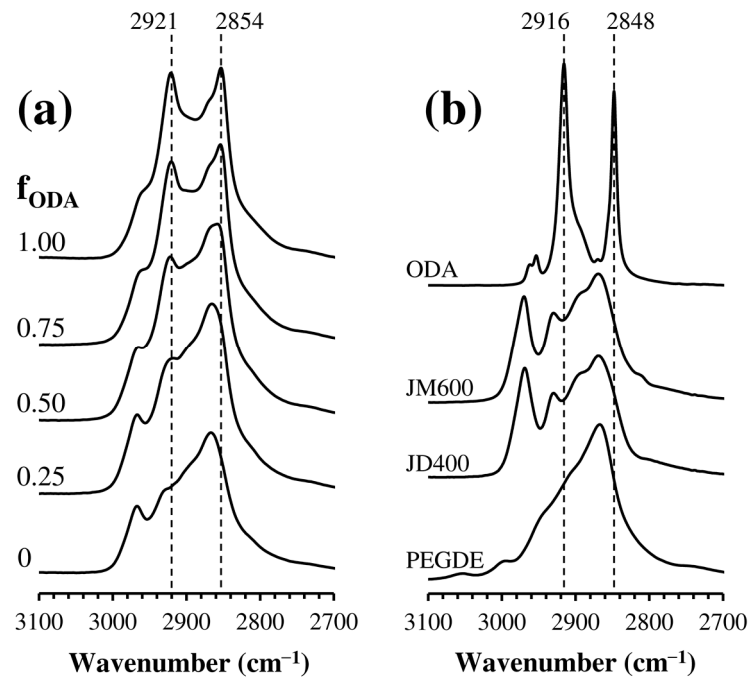 2921 2854
(a)
fODA
1.00
0.75
0.50
0.25
0
3100 3000 2900 2800 2700
Wavenumber (cm⁻¹)
2916 2848
(b)
ODA
JM600
JD400
PEGDE
3100 3000 2900 2800 2700
Wavenumber (cm⁻¹)